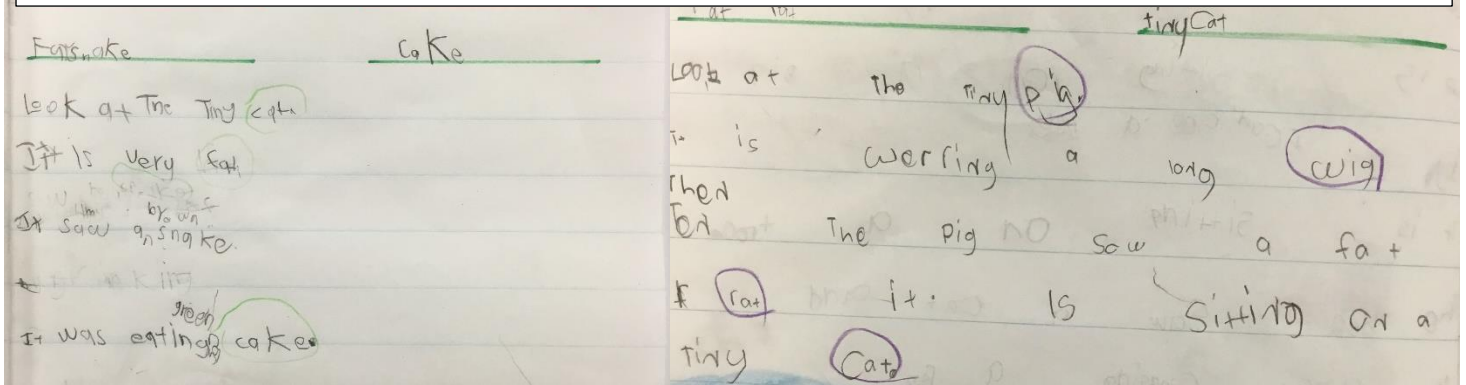 snake cake
Look at The Tiny cat.
It is very fat.
brown
It saw a snake.
green
It was eating a cake.
tiny Cat
Look at the Tiny pig.
it is werring a long wig
Then
Ten The pig saw a fat
rat it. is Sitting on a
Tiny Cat.